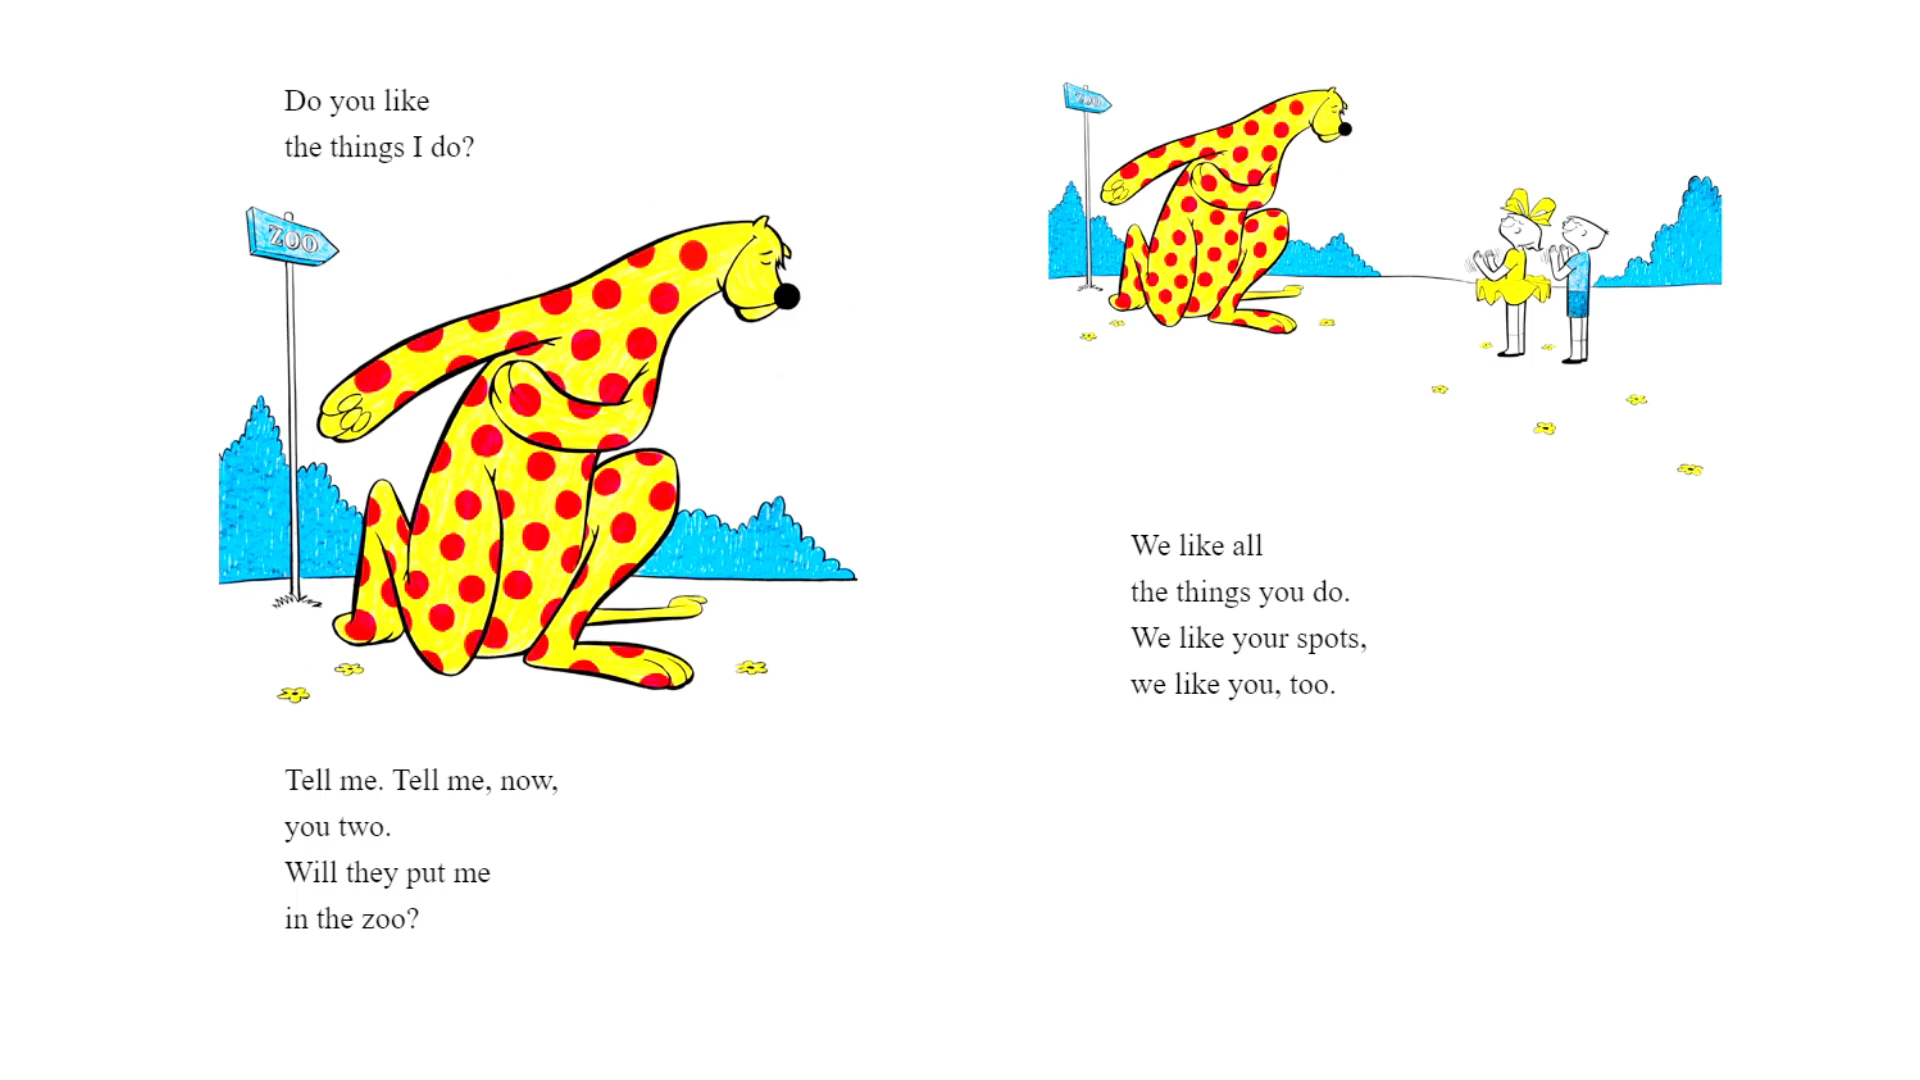 Do you like
the things I do?
ZOO
Tell me. Tell me, now,
you two.
Will they put me
in the zoo?
ZOO
We like all
the things you do.
We like your spots,
we like you, too.